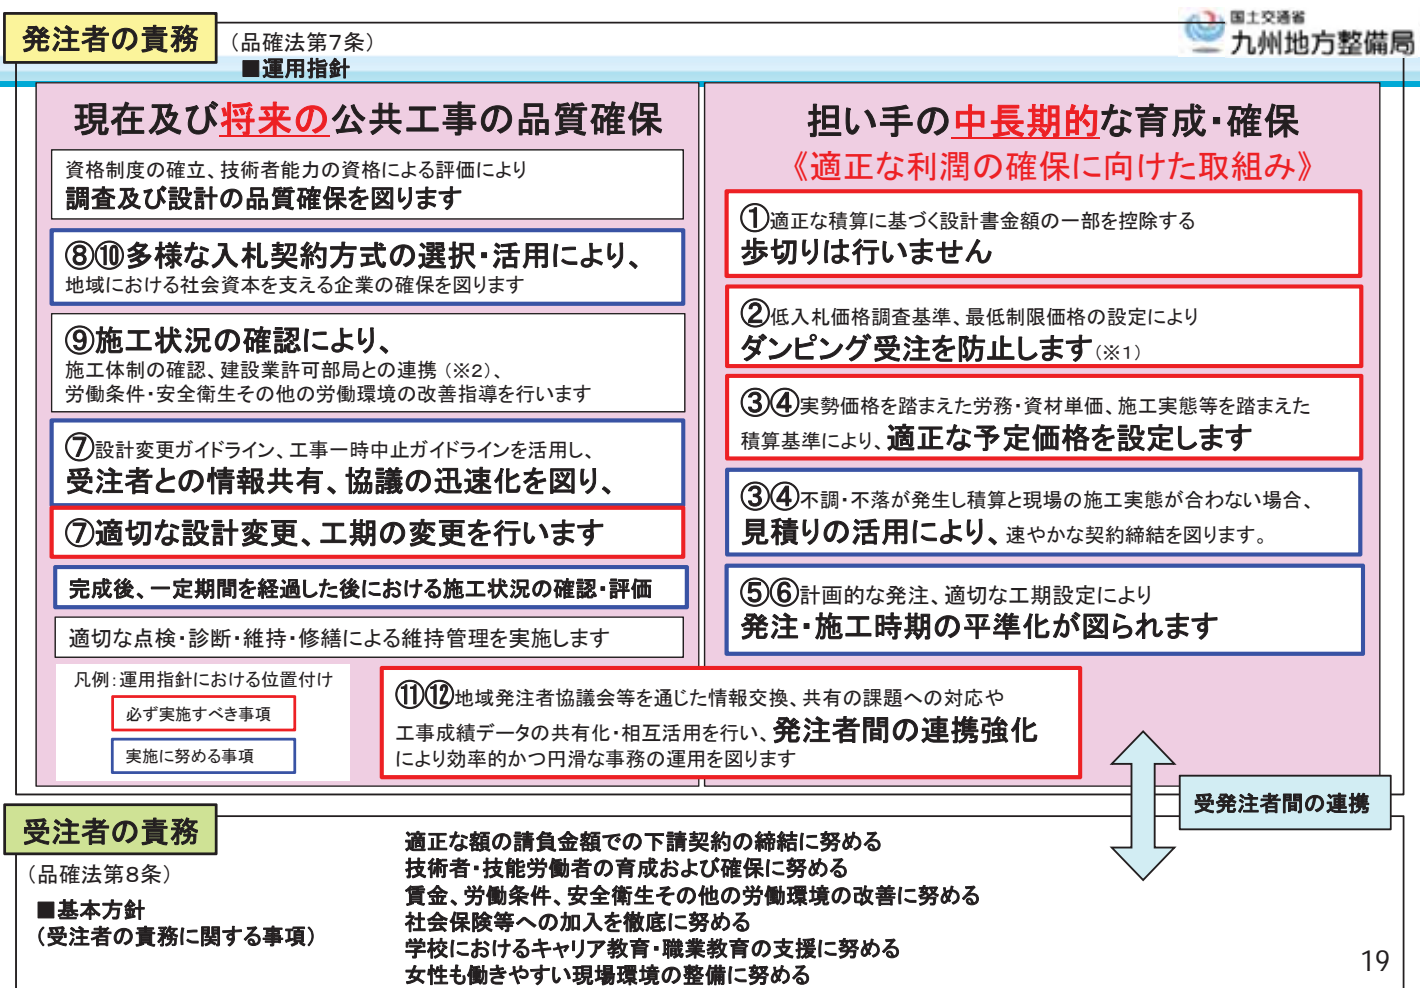 発注者の責務
(品確法第7条)
■運用指針
国土交通省
九州地方整備局
現在及び将来の公共工事の品質確保
資格制度の確立、技術者能力の資格による評価により
調査及び設計の品質確保を図ります
⑧⑩多様な入札契約方式の選択・活用により、
地域における社会資本を支える企業の確保を図ります
⑨施工状況の確認により、
施工体制の確認、建設業許可部局との連携(※2)、
労働条件・安全衛生その他の労働環境の改善指導を行います
⑦設計変更ガイドライン、工事一時中止ガイドラインを活用し、
受注者との情報共有、協議の迅速化を図り、
⑦適切な設計変更、工期の変更を行います
完成後、一定期間を経過した後における施工状況の確認・評価
適切な点検・診断・維持・修繕による維持管理を実施します
凡例:運用指針における位置付け
必ず実施すべき事項
実施に努める事項
担い手の中長期的な育成・確保
《適正な利潤の確保に向けた取組み》
①適正な積算に基づく設計書金額の一部を控除する
歩切りは行いません
②低入札価格調査基準、最低制限価格の設定により
ダンピング受注を防止します(※1)
③④実勢価格を踏まえた労務・資材単価、施工実態等を踏まえた
積算基準により、適正な予定価格を設定します
③④不調・不落が発生し積算と現場の施工実態が合わない場合、
見積りの活用により、速やかな契約締結を図ります。
⑤⑥計画的な発注、適切な工期設定により
発注・施工時期の平準化が図られます
⑪⑫地域発注者協議会等を通じた情報交換、共有の課題への対応や
工事成績データの共有化・相互活用を行い、発注者間の連携強化
により効率的かつ円滑な事務の運用を図ります
受発注者間の連携
受注者の責務
(品確法第8条)
■基本方針
(受注者の責務に関する事項)
適正な額の請負金額での下請契約の締結に努める
技術者・技能労働者の育成および確保に努める
賃金、労働条件、安全衛生その他の労働環境の改善に努める
社会保険等への加入を徹底に努める
学校におけるキャリア教育・職業教育の支援に努める
女性も働きやすい現場環境の整備に努める
19